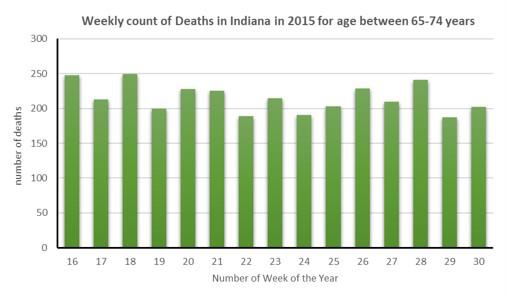 Weekly count of Deaths in Indiana in 2015 for age between 65-74 years
300
250
200
150
100
50
0
number of deaths
16 17 18 19 20 21 22 23 24 25 26 27 28 29 30
Number of Week of the Year